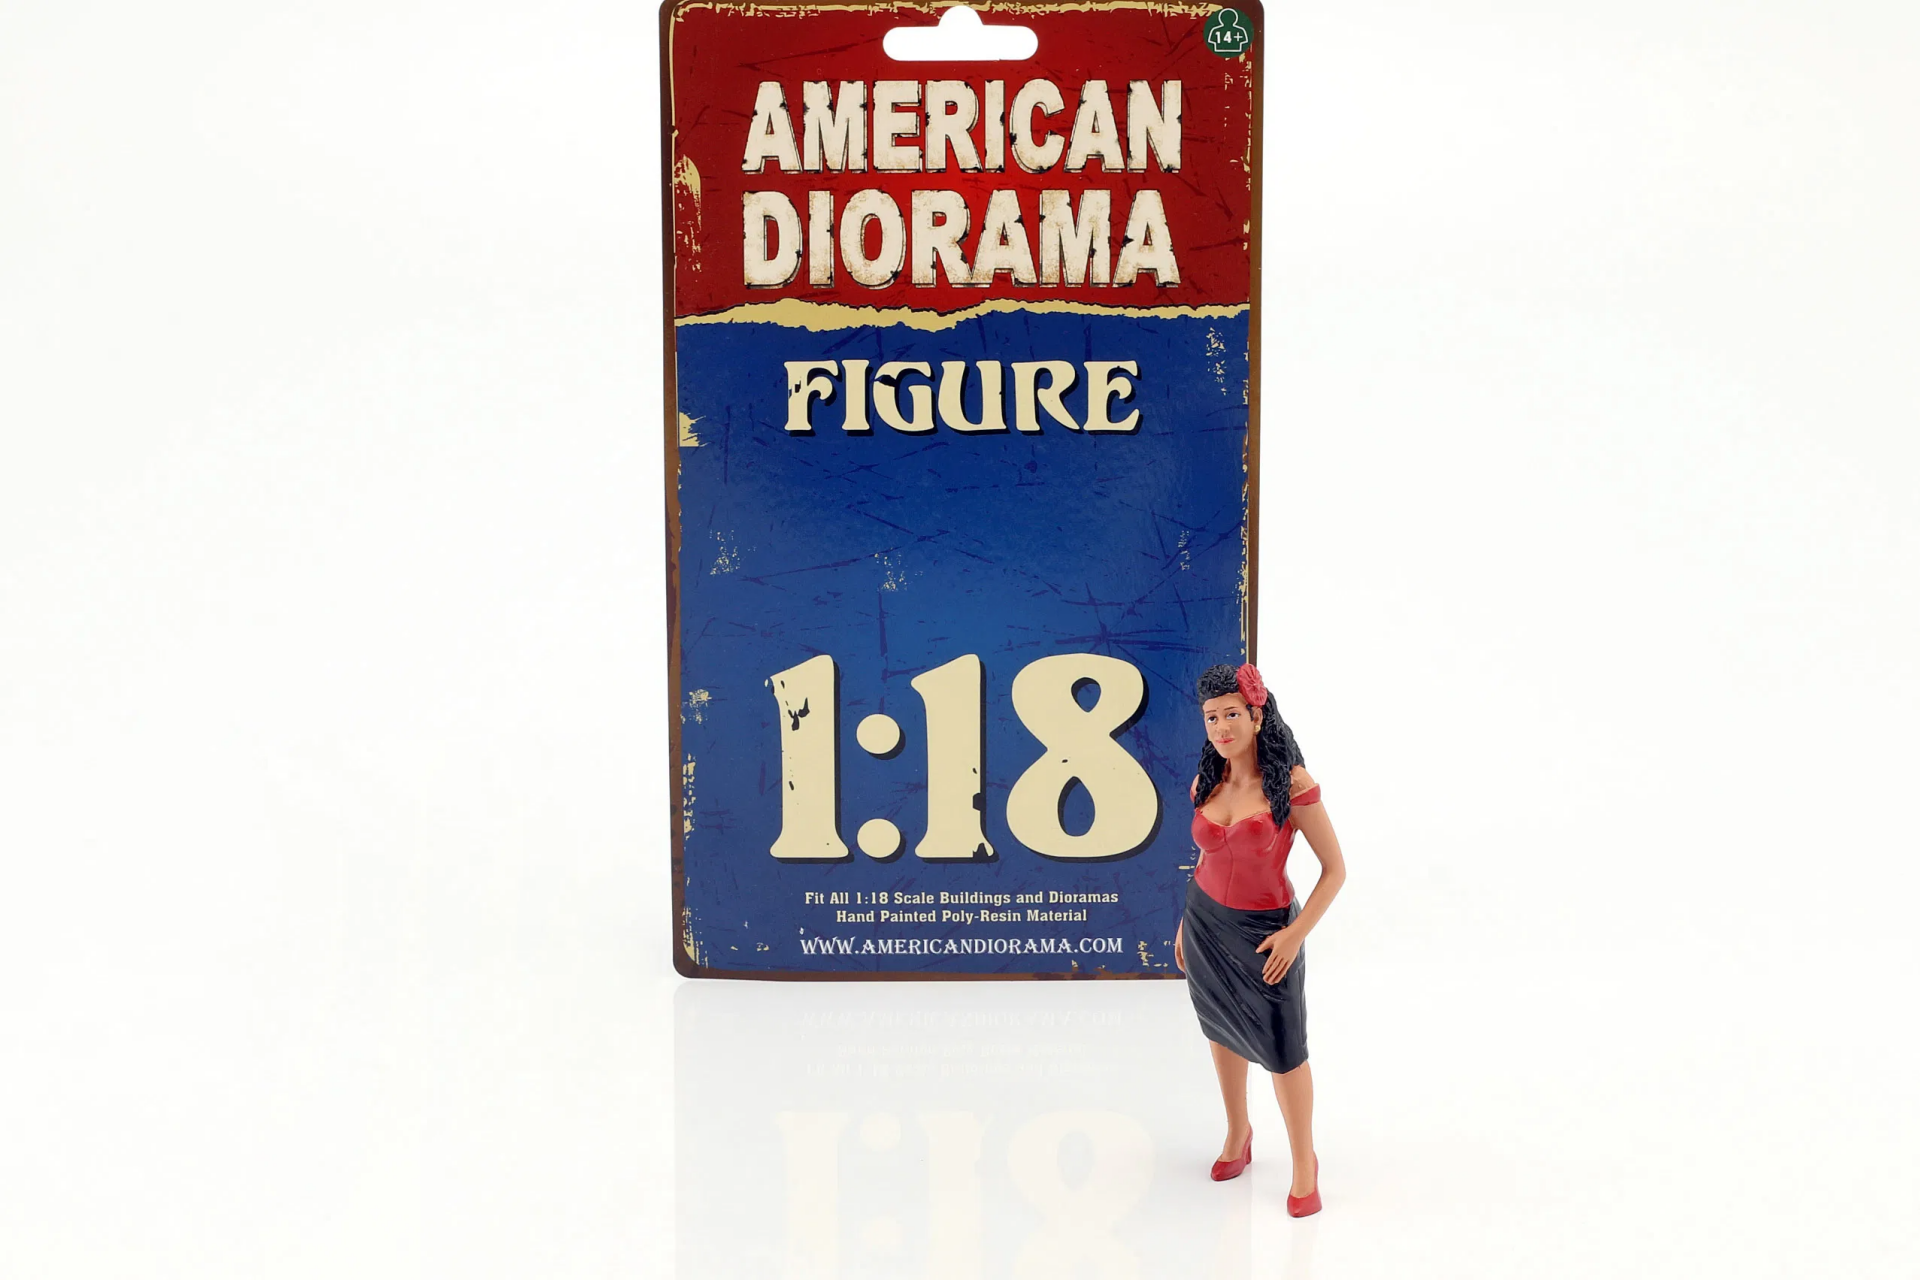 14+
AMERICAN
DIORAMA
FIGURE
1:18
Fit All 1:18 Scale Buildings and Dioramas
Hand Painted Poly-Resin Material
WWW.AMERICANDIORAMA.COM